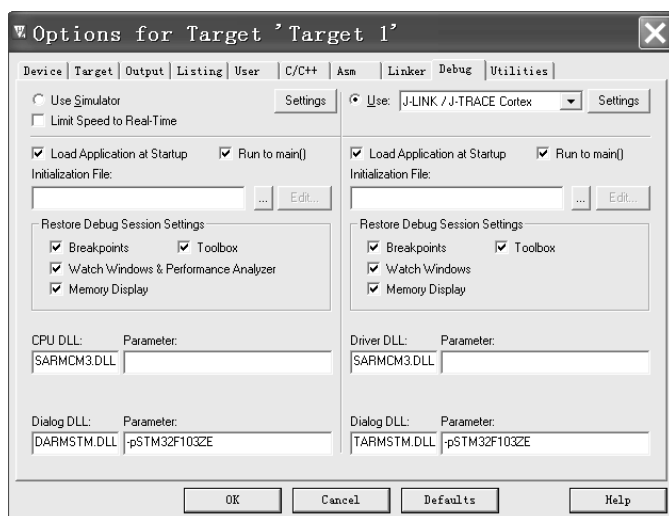 Options for Target 'Target 1'
Device Target Output Listing User C/C++ Asm Linker Debug Utilities
Use Simulator
Settings
Limit Speed to Real-Time
Load Application at Startup
Run to main()
Initialization File:
...
Edit...
Restore Debug Session Settings
Breakpoints
Toolbox
Watch Windows & Performance Analyzer
Memory Display
CPU DLL:
Parameter:
SARMCM3.DLL
Dialog DLL:
Parameter:
DARMSTM.DLL
-pSTM32F103ZE
Use:
J-LINK / J-TRACE Cortex
Settings
Load Application at Startup
Run to main()
Initialization File:
...
Edit...
Restore Debug Session Settings
Breakpoints
Toolbox
Watch Windows
Memory Display
Driver DLL:
Parameter:
SARMCM3.DLL
Dialog DLL:
Parameter:
TARMSTM.DLL
-pSTM32F103ZE
OK
Cancel
Defaults
Help